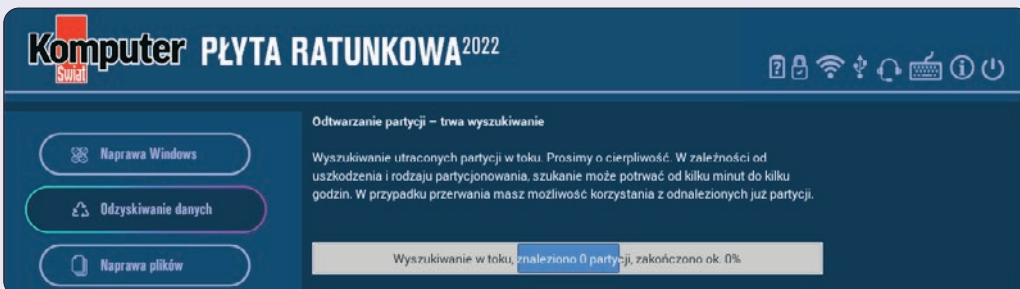 Komputer Świat PŁYTA RATUNKOWA 2022
Odtwarzanie partycji – trwa wyszukiwanie
Naprawa Windows
Wyszukiwanie utraconych partycji w toku. Prosimy o cierpliwość. W zależności od
uszkodzenia i rodzaju partycjonowania, szukanie może potrwać od kilku minut do kilku
godzin. W przypadku przerwania masz możliwość korzystania z odnalezionych już partycji.
Odzyskiwanie danych
Naprawa plików
Wyszukiwanie w toku, znaleziono 0 partycji, zakończono ok. 0%